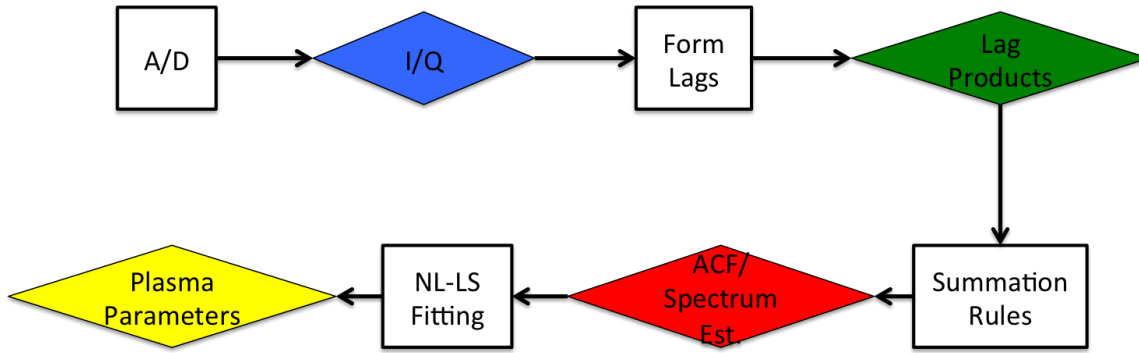 A/D
I/Q
Form
Lags
Lag
Products
Plasma
Parameters
NL-LS
Fitting
ACF/
Spectrum
Est.
Summation
Rules